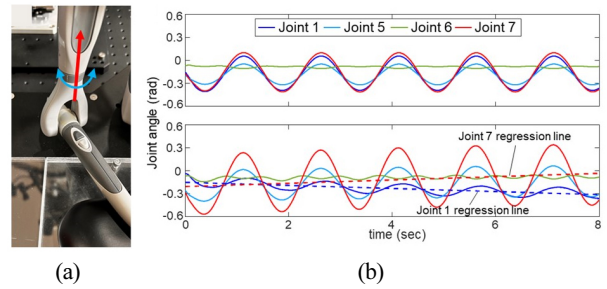 0.6
Joint 1 Joint 5 Joint 6 Joint 7
0.3
0
-0.3
-0.6
Joint angle (rad)
0.6
0.3
0
-0.3
-0.6
Joint 7 regression line
Joint 1 regression line
0 2 4 6 8
time (sec)
(a) (b)